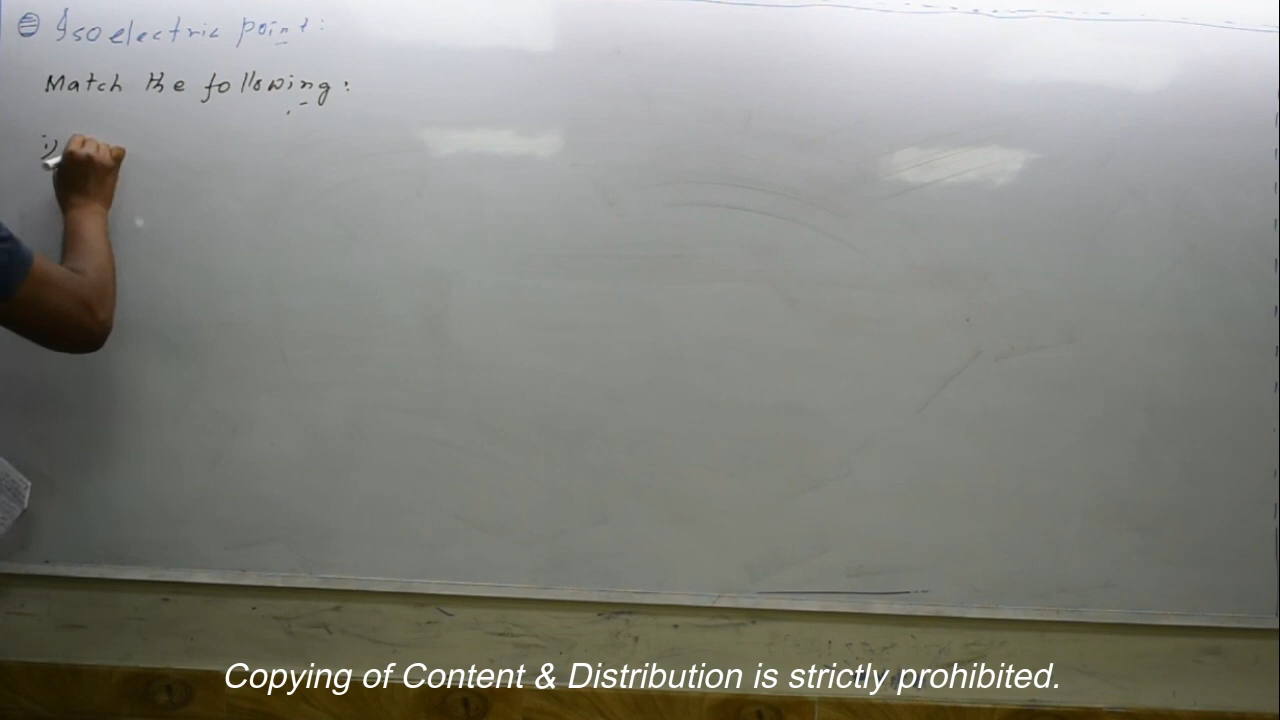 Isoelectric point:
Match the following:
i)
Copying of Content & Distribution is strictly prohibited.